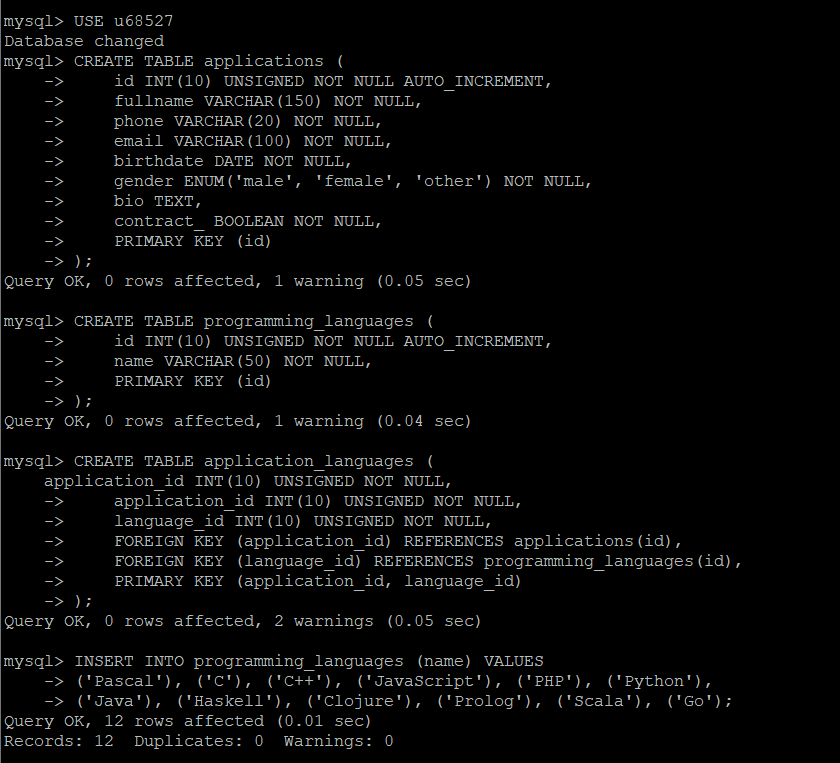 mysql> USE u68527
Database changed
mysql> CREATE TABLE applications (
    ->     id INT(10) UNSIGNED NOT NULL AUTO_INCREMENT,
    ->     fullname VARCHAR(150) NOT NULL,
    ->     phone VARCHAR(20) NOT NULL,
    ->     email VARCHAR(100) NOT NULL,
    ->     birthdate DATE NOT NULL,
    ->     gender ENUM('male', 'female', 'other') NOT NULL,
    ->     bio TEXT,
    ->     contract_ BOOLEAN NOT NULL,
    ->     PRIMARY KEY (id)
    -> );
Query OK, 0 rows affected, 1 warning (0.05 sec)

mysql> CREATE TABLE programming_languages (
    ->     id INT(10) UNSIGNED NOT NULL AUTO_INCREMENT,
    ->     name VARCHAR(50) NOT NULL,
    ->     PRIMARY KEY (id)
    -> );
Query OK, 0 rows affected, 1 warning (0.04 sec)

mysql> CREATE TABLE application_languages (
    application_id INT(10) UNSIGNED NOT NULL,
    ->     application_id INT(10) UNSIGNED NOT NULL,
    ->     language_id INT(10) UNSIGNED NOT NULL,
    ->     FOREIGN KEY (application_id) REFERENCES applications(id),
    ->     FOREIGN KEY (language_id) REFERENCES programming_languages(id),
    ->     PRIMARY KEY (application_id, language_id)
    -> );
Query OK, 0 rows affected, 2 warnings (0.05 sec)

mysql> INSERT INTO programming_languages (name) VALUES
    -> ('Pascal'), ('C'), ('C++'), ('JavaScript'), ('PHP'), ('Python'),
    -> ('Java'), ('Haskell'), ('Clojure'), ('Prolog'), ('Scala'), ('Go');
Query OK, 12 rows affected (0.01 sec)
Records: 12  Duplicates: 0  Warnings: 0